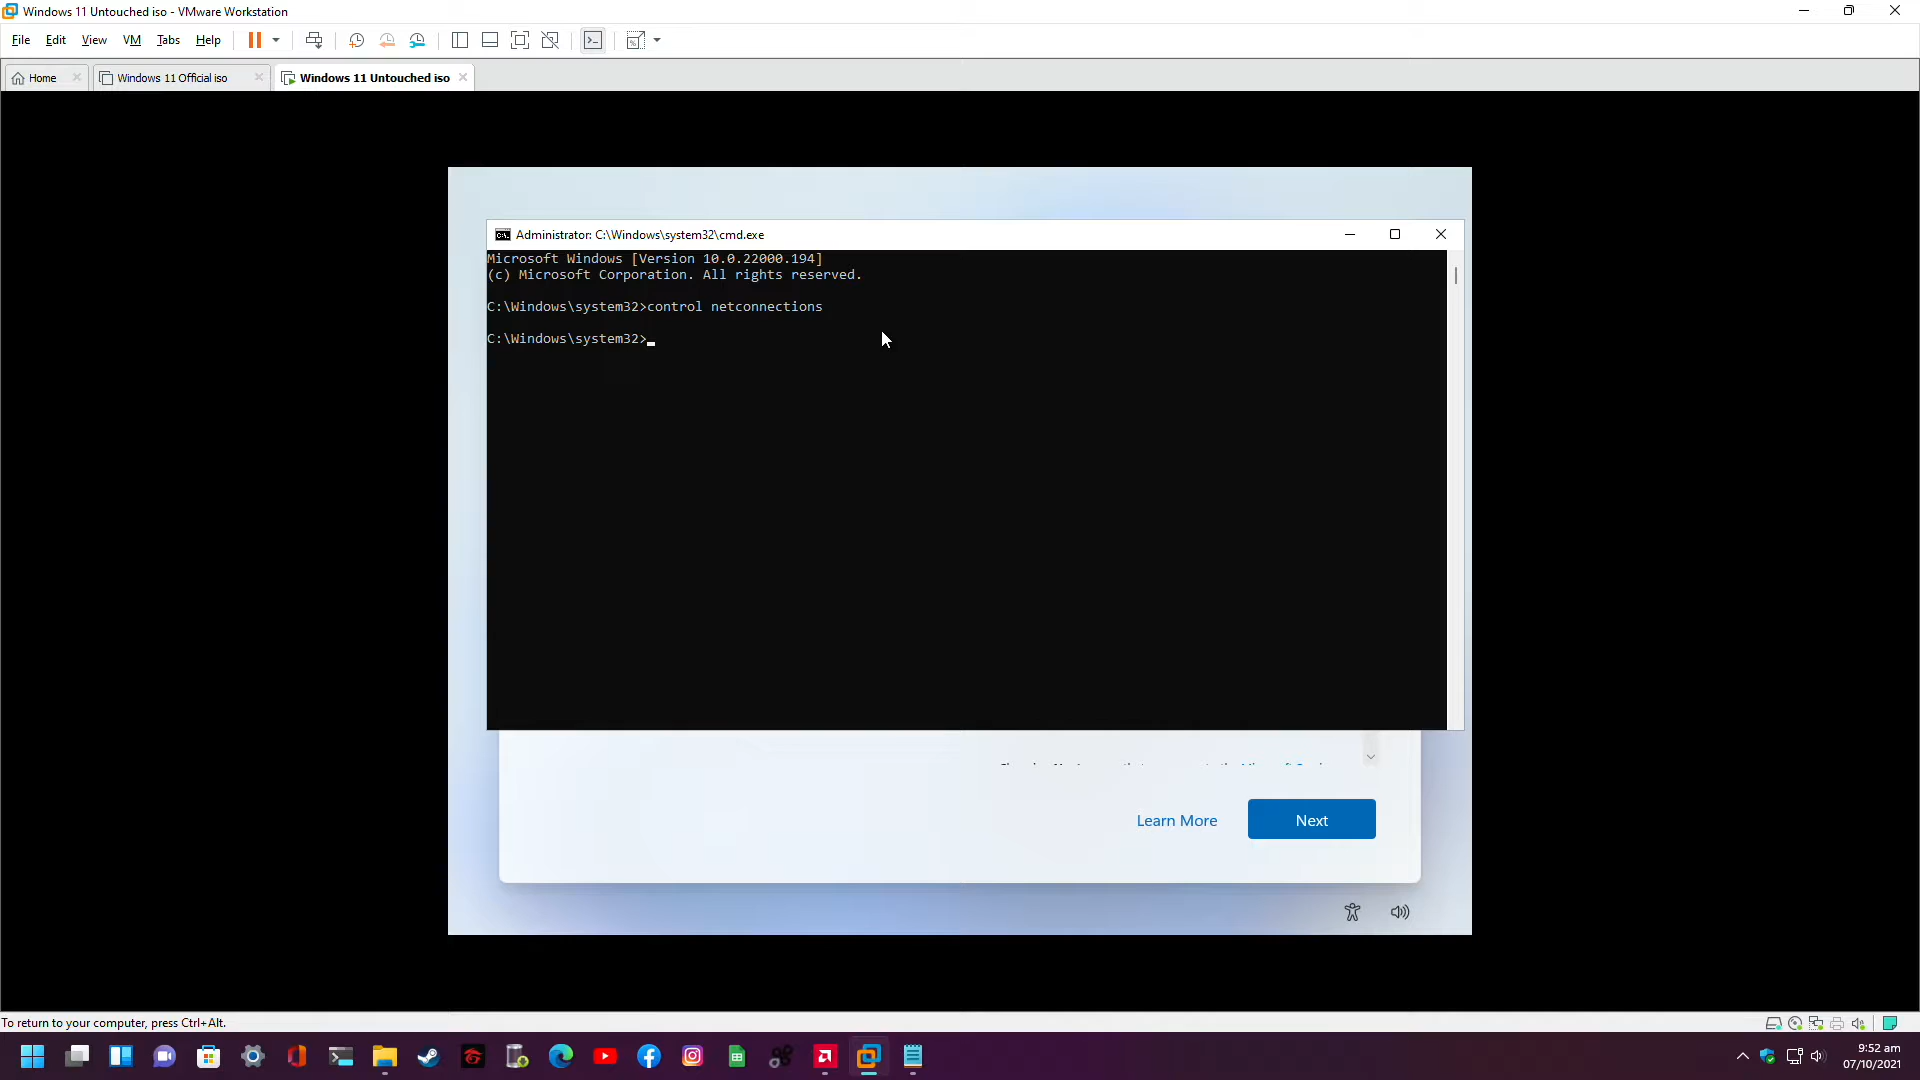 Windows 11 Untouched iso - VMware Workstation
File Edit View VM Tabs Help
Home
Windows 11 Official iso
Windows 11 Untouched iso
Administrator: C:\Windows\system32\cmd.exe
Microsoft Windows [Version 10.0.22000.194]
(c) Microsoft Corporation. All rights reserved.
C:\Windows\system32>control netconnections
C:\Windows\system32>
Learn More
Next
To return to your computer, press Ctrl+Alt.
9:52 am
07/10/2021